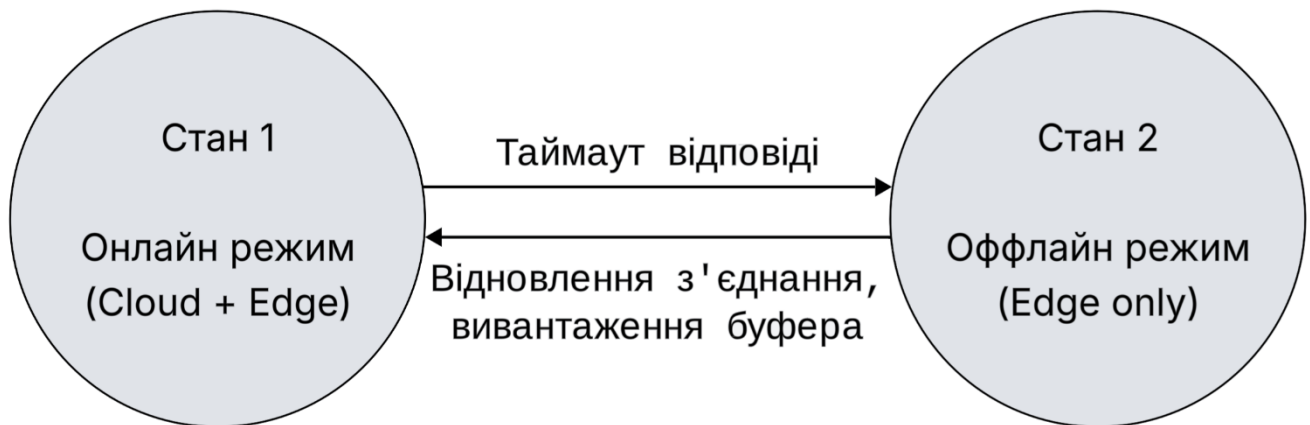 Стан 1
Онлайн режим
(Cloud + Edge)
Таймаут відповіді
Відновлення з'єднання,
вивантаження буфера
Стан 2
Оффлайн режим
(Edge only)